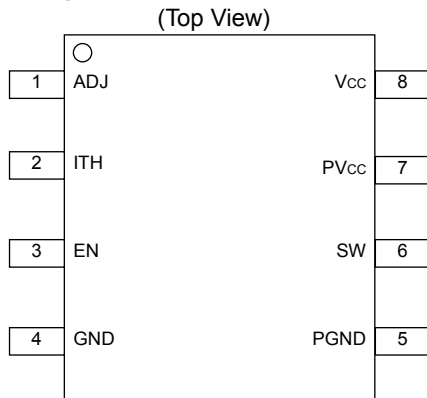 (Top View)
1 ADJ Vcc 8
2 ITH PVcc 7
3 EN SW 6
4 GND PGND 5